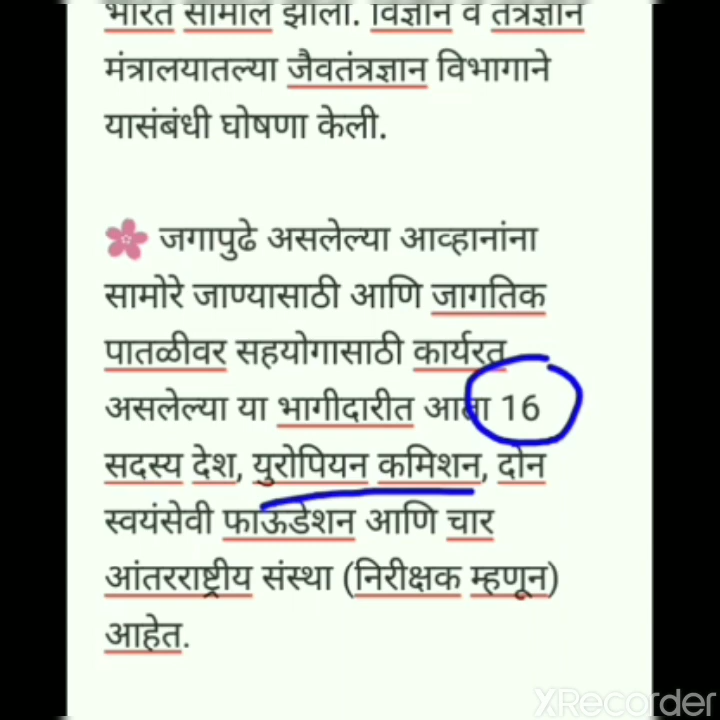 भारत सामील झाला. विज्ञान व तंत्रज्ञान
मंत्रालयातल्या जैवतंत्रज्ञान विभागाने
यासंबंधी घोषणा केली.
जगापुढे असलेल्या आव्हानांना
सामोरे जाण्यासाठी आणि जागतिक
पातळीवर सहयोगासाठी कार्यरत
असलेल्या या भागीदारीत आता 16
सदस्य देश, युरोपियन कमिशन, दोन
स्वयंसेवी फाऊंडेशन आणि चार
आंतरराष्ट्रीय संस्था (निरीक्षक म्हणून)
आहेत.
XRecorder